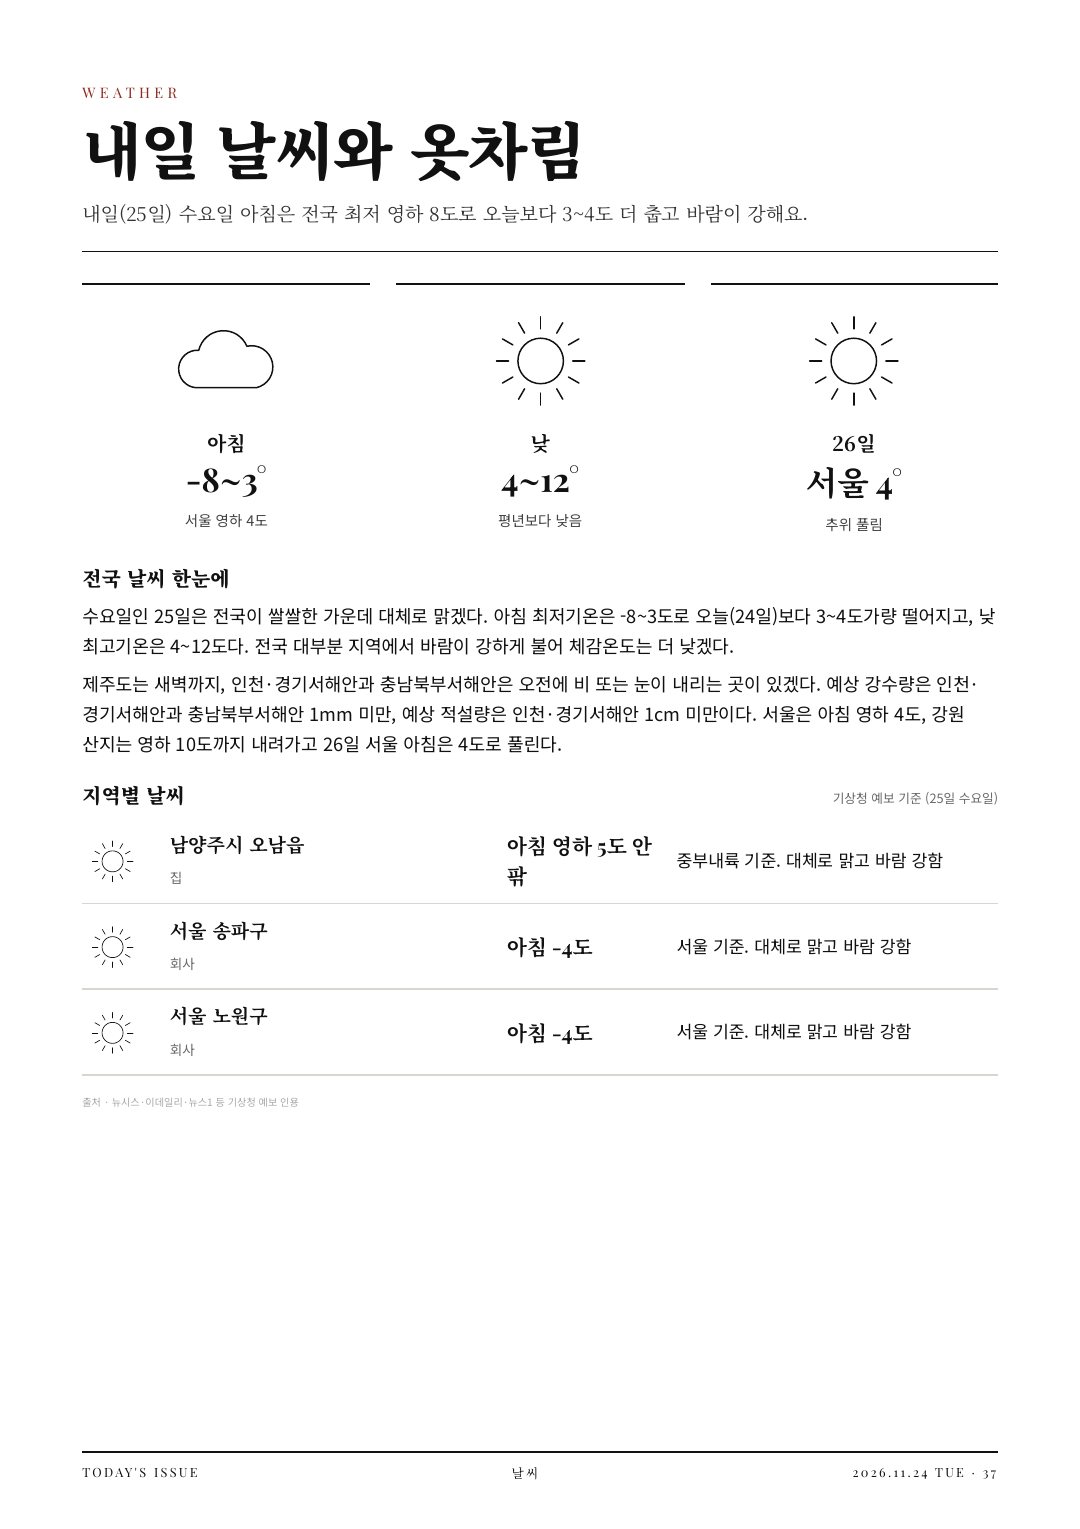 WEATHER
내일 날씨와 옷차림
내일(25일) 수요일 아침은 전국 최저 영하 8도로 오늘보다 3~4도 더 춥고 바람이 강해요.
아침
-8~3°
서울 영하 4도
낮
4~12°
평년보다 낮음
26일
서울 4°
추위 풀림
전국 날씨 한눈에
수요일인 25일은 전국이 쌀쌀한 가운데 대체로 맑겠다. 아침 최저기온은 -8~3도로 오늘(24일)보다 3~4도가량 떨어지고, 낮
최고기온은 4~12도다. 전국 대부분 지역에서 바람이 강하게 불어 체감온도는 더 낮겠다.
제주도는 새벽까지, 인천·경기서해안과 충남북부서해안은 오전에 비 또는 눈이 내리는 곳이 있겠다. 예상 강수량은 인천·
경기서해안과 충남북부서해안 1mm 미만, 예상 적설량은 인천·경기서해안 1cm 미만이다. 서울은 아침 영하 4도, 강원
산지는 영하 10도까지 내려가고 26일 서울 아침은 4도로 풀린다.
지역별 날씨
기상청 예보 기준 (25일 수요일)
남양주시 오남읍
집
아침 영하 5도 안
팎
중부내륙 기준. 대체로 맑고 바람 강함
서울 송파구
회사
아침 -4도
서울 기준. 대체로 맑고 바람 강함
서울 노원구
회사
아침 -4도
서울 기준. 대체로 맑고 바람 강함
출처 · 뉴시스·이데일리·뉴스1 등 기상청 예보 인용
TODAY'S ISSUE
날씨
2026.11.24 TUE · 37